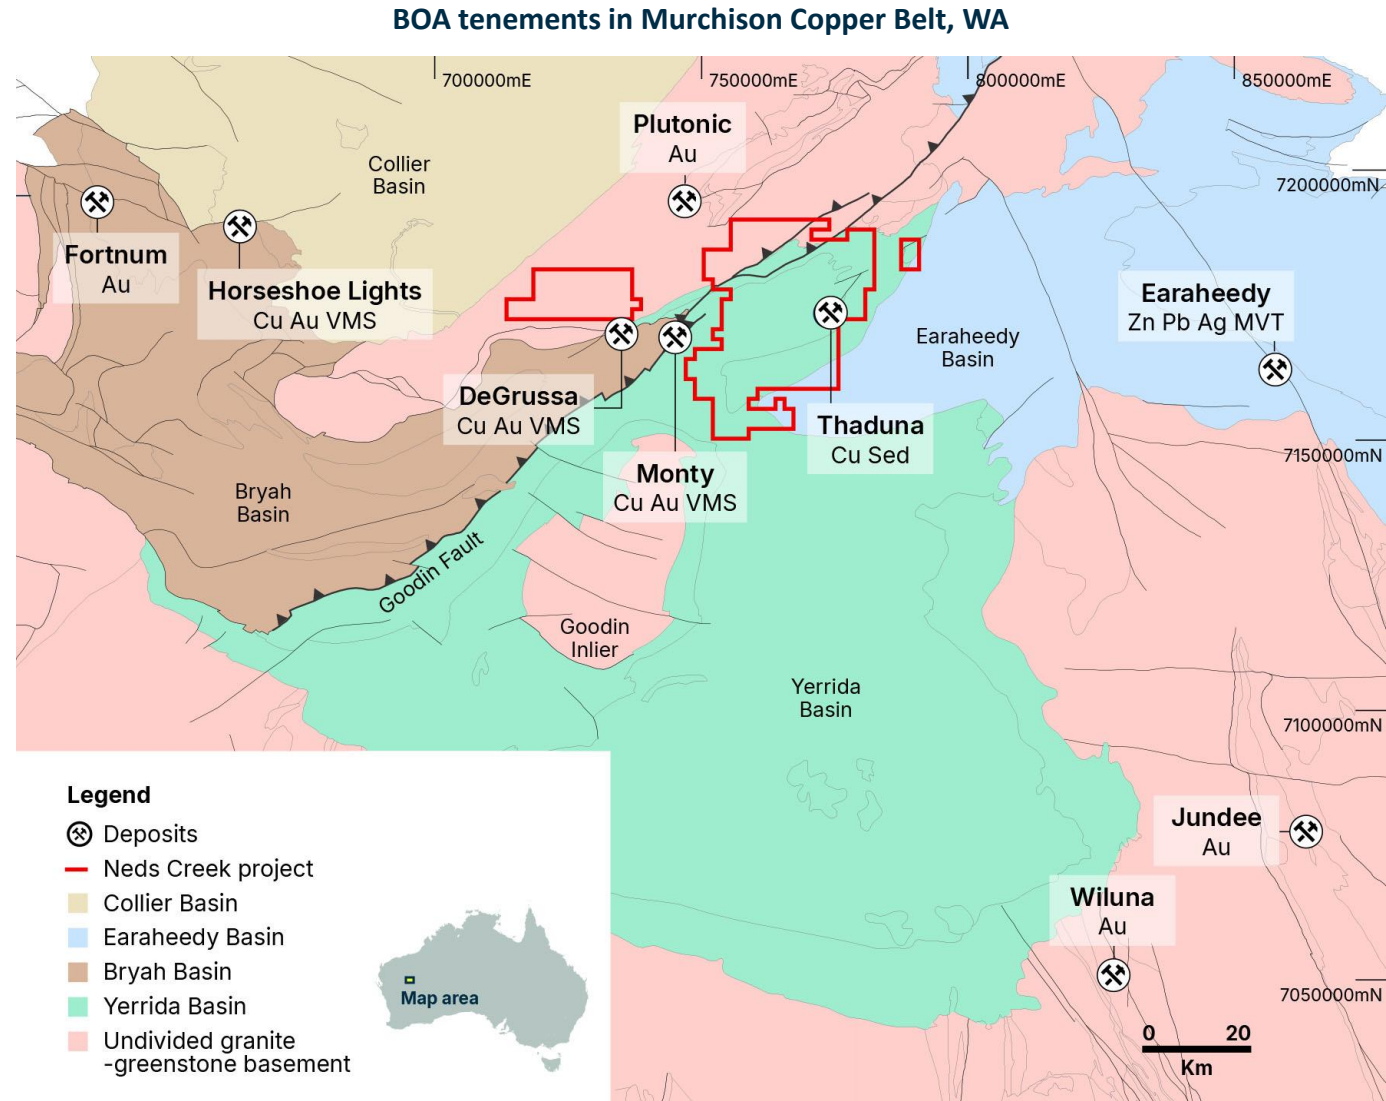 BOA tenements in Murchison Copper Belt, WA
700000mE
750000mE
800000mE
850000mE
Plutonic
Au
Collier
Basin
7200000mN
Fortnum
Au
Horseshoe Lights
Cu Au VMS
Earaheedy
Zn Pb Ag MVT
Earaheedy
Basin
DeGrussa
Cu Au VMS
Thaduna
Cu Sed
7150000mN
Monty
Cu Au VMS
Bryah
Basin
Goodin Fault
Goodin
Inlier
Yerrida
Basin
7100000mN
Jundee
Au
Wiluna
Au
7050000mN
0 20
Km
Legend
Deposits
Neds Creek project
Collier Basin
Earaheedy Basin
Bryah Basin
Yerrida Basin
Undivided granite
-greenstone basement
Map area